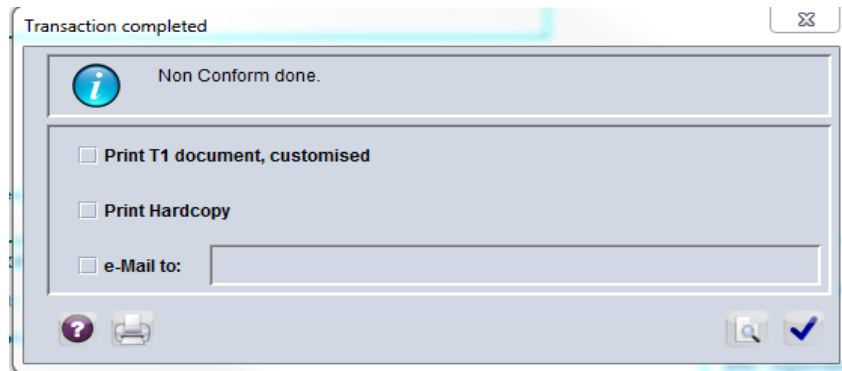 Transaction completed
Non Conform done.
Print T1 document, customised
Print Hardcopy
e-Mail to: